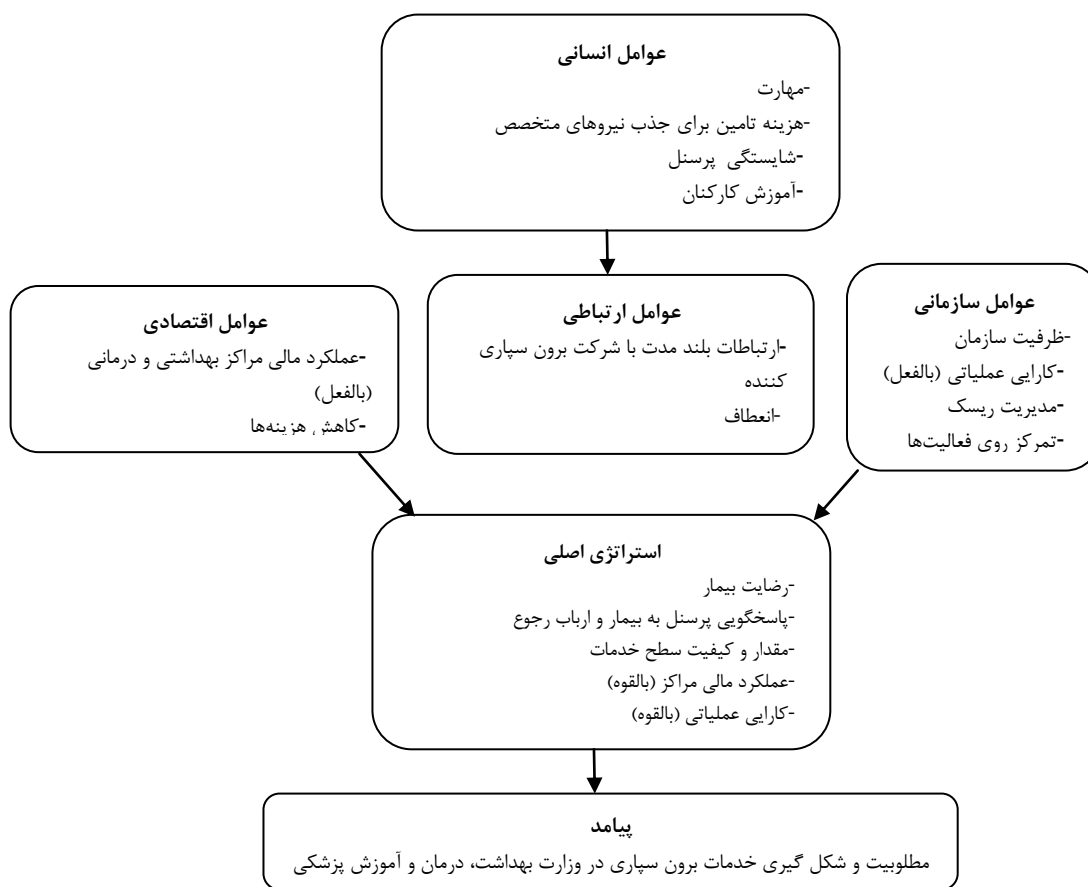 عوامل انسانی
-مهارت
-هزینه تامین برای جذب نیروهای متخصص
-شایستگی پرسنل
-آموزش کارکنان
عوامل سازمانی
-ظرفیت سازمان
-کارایی عملیاتی (بالفعل)
-مدیریت ریسک
-تمرکز روی فعالیت‌ها
عوامل ارتباطی
-ارتباطات بلند مدت با شرکت برون سپاری
کننده
-انعطاف
عوامل اقتصادی
-عملکرد مالی مراکز بهداشتی و درمانی
(بالفعل)
-کاهش هزینه‌ها
استراتژی اصلی
-رضایت بیمار
-پاسخگویی پرسنل به بیمار و ارباب رجوع
-مقدار و کیفیت سطح خدمات
-عملکرد مالی مراکز (بالقوه)
-کارایی عملیاتی (بالقوه)
پیامد
مطلوبیت و شکل گیری خدمات برون سپاری در وزارت بهداشت، درمان و آموزش پزشکی